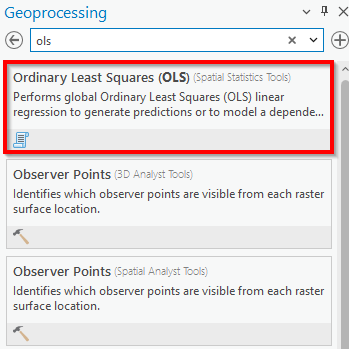 Geoprocessing
ols
Ordinary Least Squares (OLS) (Spatial Statistics Tools)
Performs global Ordinary Least Squares (OLS) linear
regression to generate predictions or to model a depende...
Observer Points (3D Analyst Tools)
Identifies which observer points are visible from each raster
surface location.
Observer Points (Spatial Analyst Tools)
Identifies which observer points are visible from each raster
surface location.